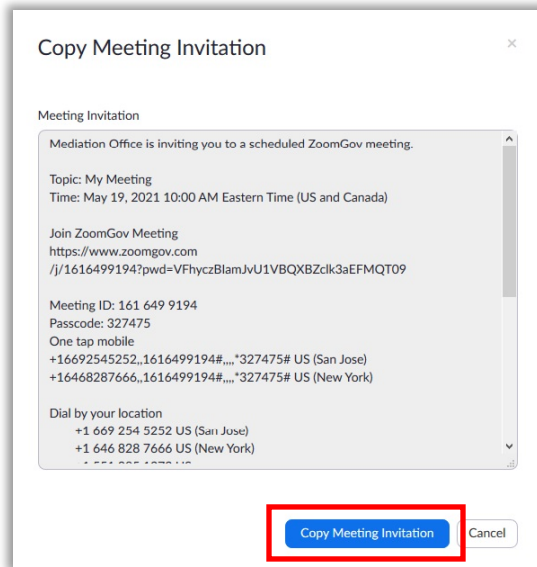 Copy Meeting Invitation
×
Meeting Invitation
Mediation Office is inviting you to a scheduled ZoomGov meeting.
Topic: My Meeting
Time: May 19, 2021 10:00 AM Eastern Time (US and Canada)
Join ZoomGov Meeting
https://www.zoomgov.com
/j/1616499194?pwd=VFhyczBIamJvU1VBQXBZclk3aEFMQT09
Meeting ID: 161 649 9194
Passcode: 327475
One tap mobile
+16692545252,,1616499194#,,,,*327475# US (San Jose)
+16468287666,,1616499194#,,,,*327475# US (New York)
Dial by your location
+1 669 254 5252 US (San Jose)
+1 646 828 7666 US (New York)
Copy Meeting Invitation Cancel